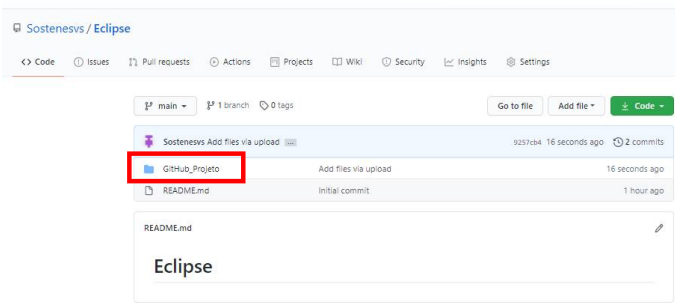 Sostenesvs / Eclipse
<> Code Issues Pull requests Actions Projects Wiki Security Insights Settings
main 1 branch 0 tags Go to file Add file Code
Sostenesvs Add files via upload ... 9257cb4 16 seconds ago 2 commits
GitHub_Projeto Add files via upload 16 seconds ago
README.md Initial commit 1 hour ago
README.md
Eclipse